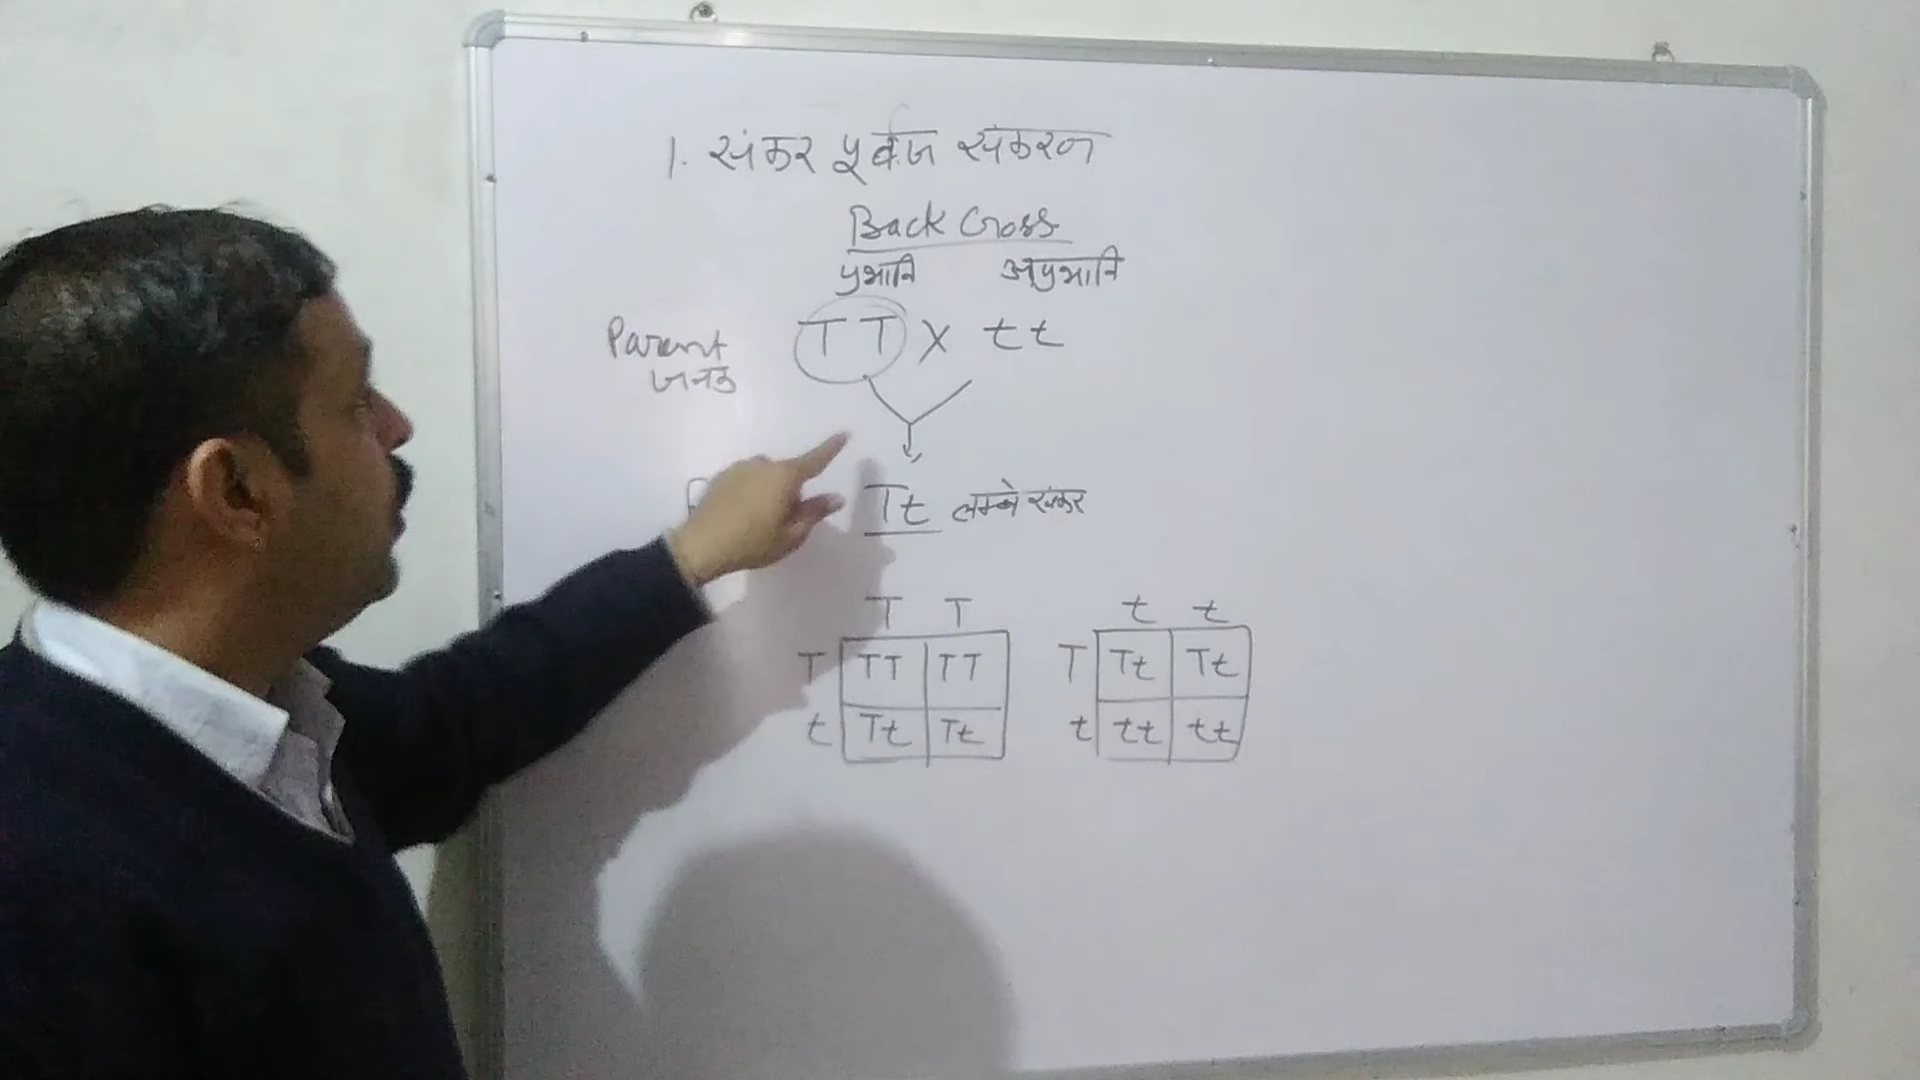 1. संकर पूर्वज संकरण
Back Cross
प्रभावि अप्रभावि
Parent TT X tt
जनक
Tt लम्बे संकर
T T
T TT TT
t Tt Tt
t t
T Tt Tt
t tt tt